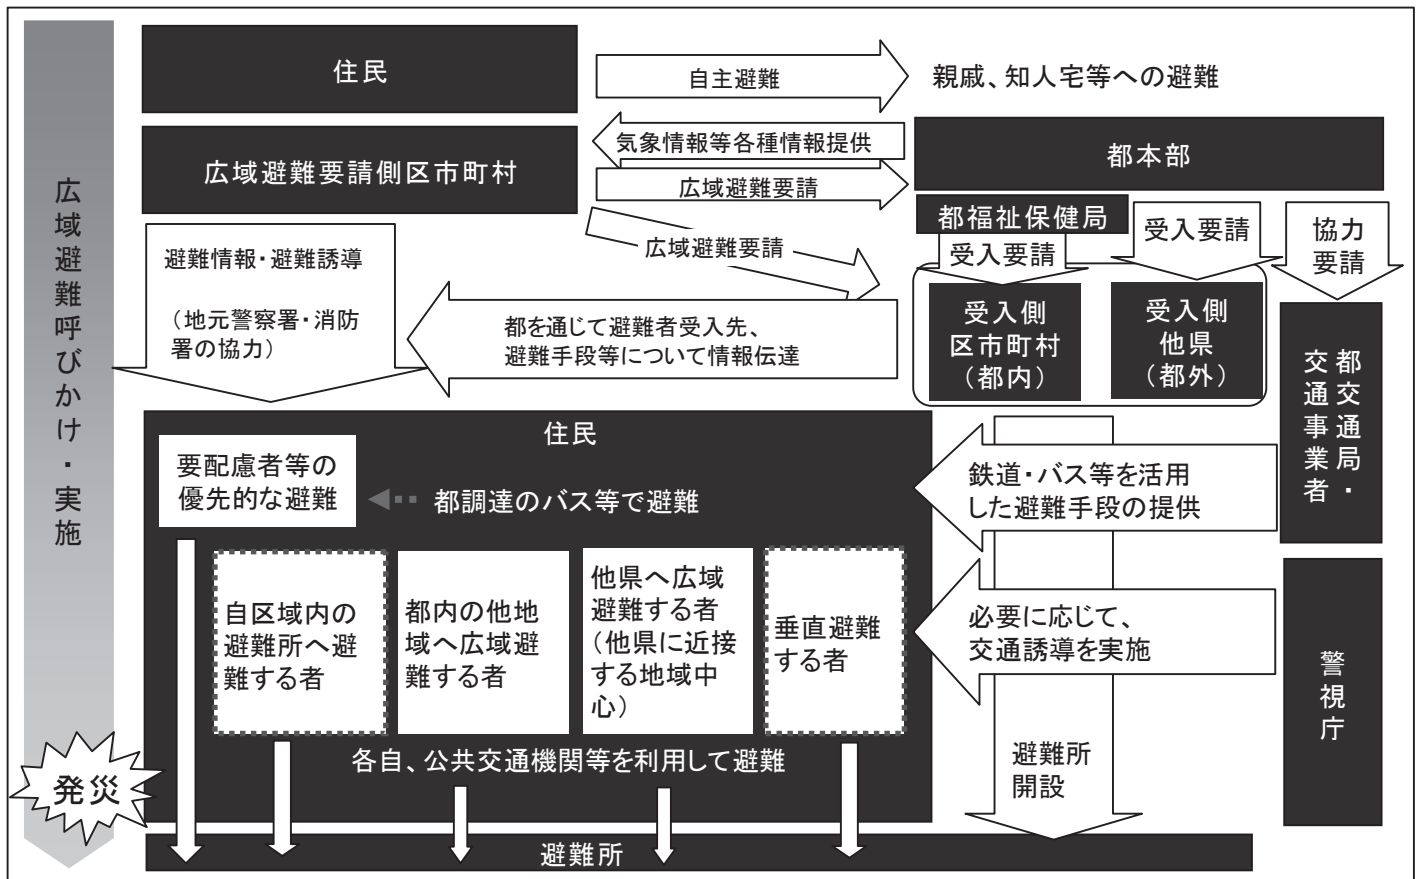 広域避難呼びかけ・実施
発災
住民
自主避難
親戚、知人宅等への避難
広域避難要請側区市町村
気象情報等各種情報提供
広域避難要請
都本部
広域避難要請
都福祉保健局
受入要請
受入要請
協力
要請
避難情報・避難誘導
（地元警察署・消防
署の協力）
都を通じて避難者受入先、
避難手段等について情報伝達
受入側
区市町村
（都内）
受入側
他県
（都外）
都交通局・
交通事業者
住民
要配慮者等の
優先的な避難
都調達のバス等で避難
鉄道・バス等を活用
した避難手段の提供
自区域内の
避難所へ避
難する者
都内の他地
域へ広域避
難する者
他県へ広域
避難する者
（他県に近接
する地域中
心）
垂直避難
する者
必要に応じて、
交通誘導を実施
警視庁
各自、公共交通機関等を利用して避難
避難所
開設
避難所